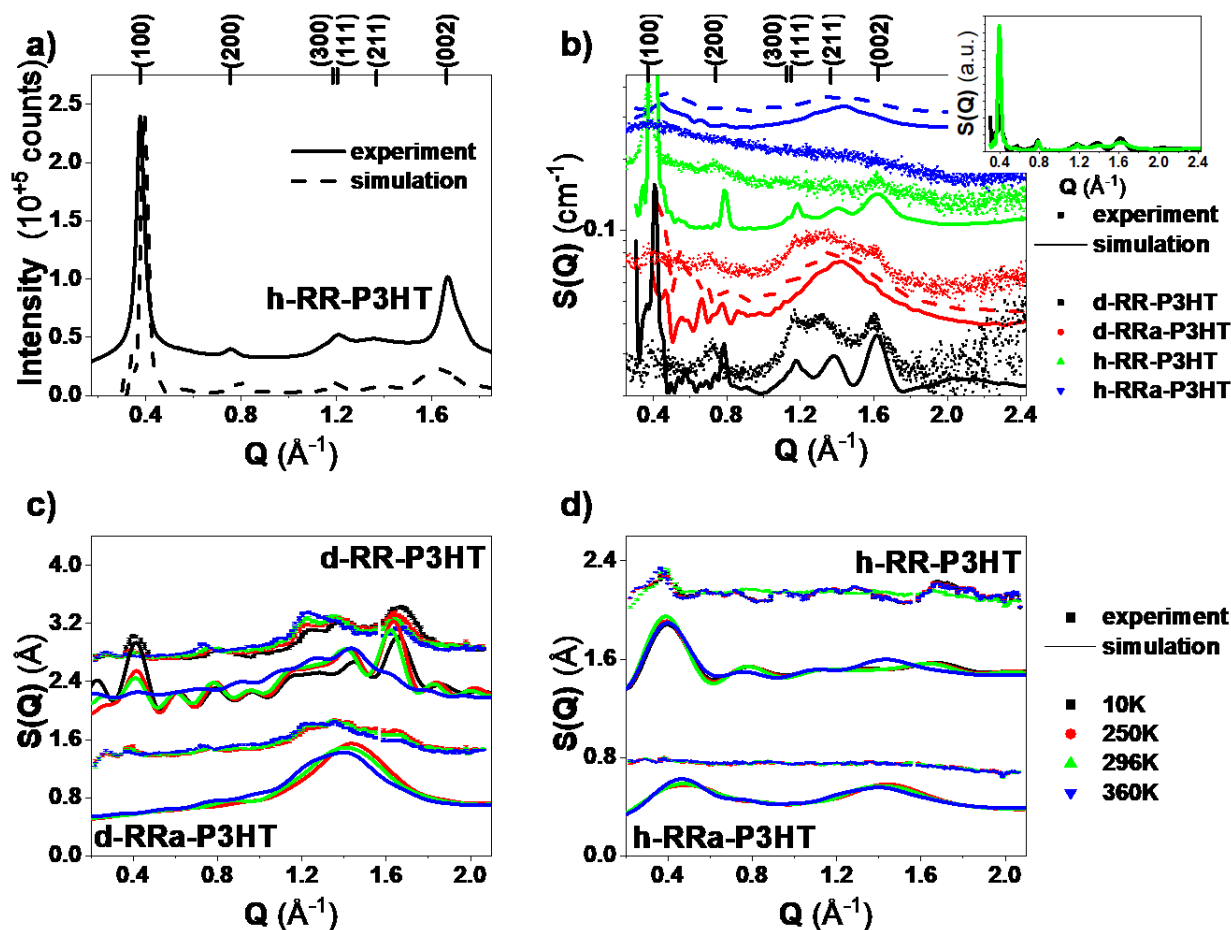 a)
(100)
(200)
(300)
(111)
(211)
(002)
2.5
2.0
1.5
1.0
0.5
0.0
Intensity (10⁺⁵ counts)
experiment
simulation
h-RR-P3HT
0.4
0.8
1.2
1.6
Q (Å⁻¹)
b)
(100)
(200)
(300)
(111)
(211)
(002)
0.1
S(Q) (cm⁻¹)
0.4
0.8
1.2
1.6
2.0
2.4
Q (Å⁻¹)
S(Q) (a.u.)
0.4
0.8
1.2
1.6
2.0
2.4
Q (Å⁻¹)
experiment
simulation
d-RR-P3HT
d-RRa-P3HT
h-RR-P3HT
h-RRa-P3HT
c)
d-RR-P3HT
4.0
3.2
2.4
1.6
0.8
0.0
S(Q) (Å)
d-RRa-P3HT
0.4
0.8
1.2
1.6
2.0
Q (Å⁻¹)
d)
h-RR-P3HT
2.4
1.6
0.8
0.0
S(Q) (Å)
h-RRa-P3HT
0.4
0.8
1.2
1.6
2.0
Q (Å⁻¹)
experiment
simulation
10K
250K
296K
360K